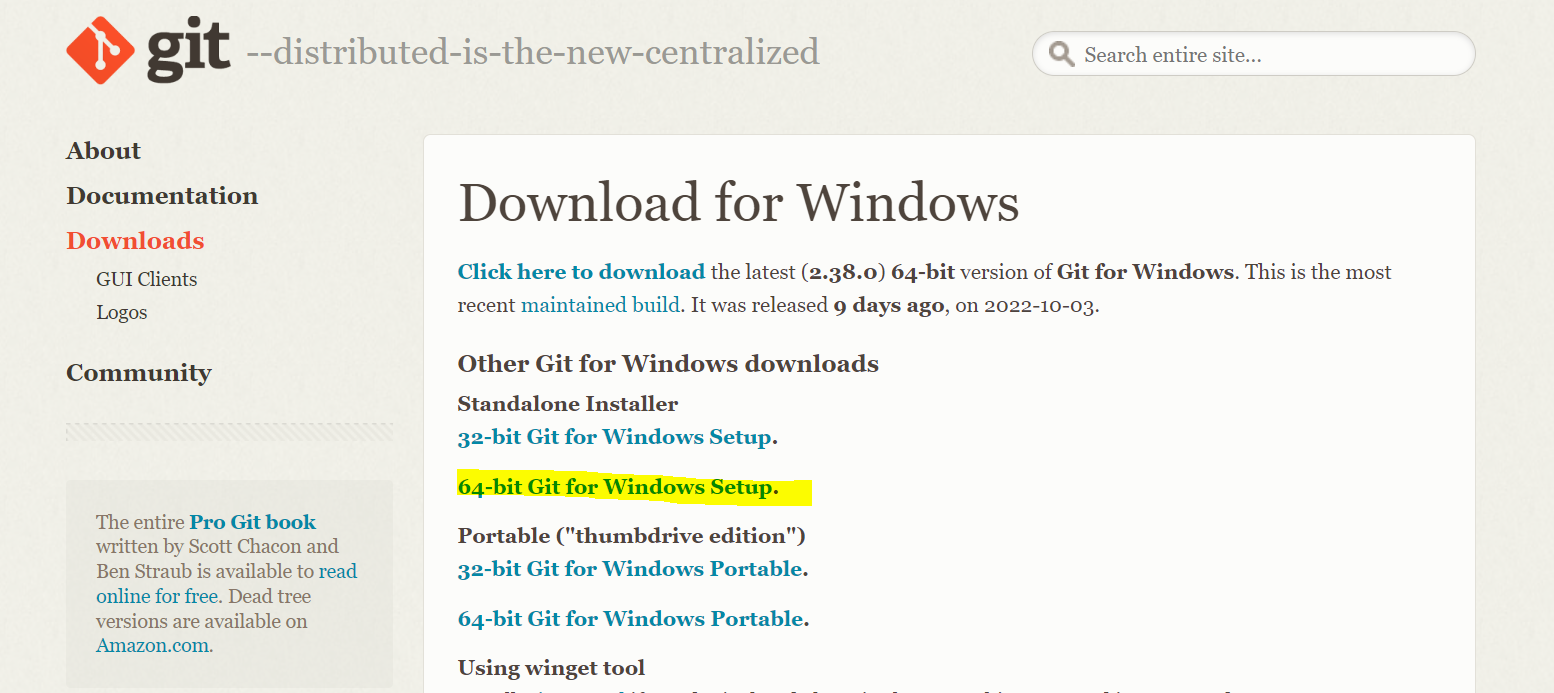 git --distributed-is-the-new-centralized
Search entire site...
About
Documentation
Downloads
GUI Clients
Logos
Community
The entire Pro Git book
written by Scott Chacon and
Ben Straub is available to read
online for free. Dead tree
versions are available on
Amazon.com.
Download for Windows
Click here to download the latest (2.38.0) 64-bit version of Git for Windows. This is the most
recent maintained build. It was released 9 days ago, on 2022-10-03.
Other Git for Windows downloads
Standalone Installer
32-bit Git for Windows Setup.
64-bit Git for Windows Setup.
Portable ("thumbdrive edition")
32-bit Git for Windows Portable.
64-bit Git for Windows Portable.
Using winget tool